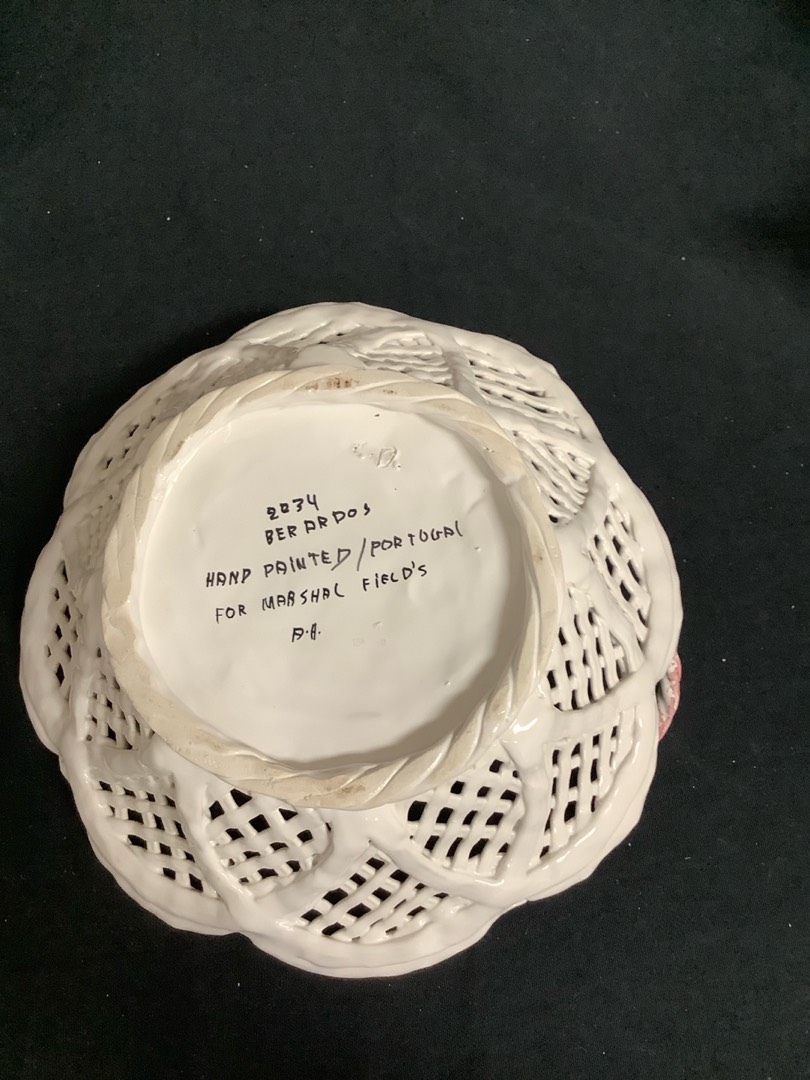 2034
BERARDOS
HAND PAINTED/PORTUGAL
FOR MARSHAL FIELD'S
A.A.